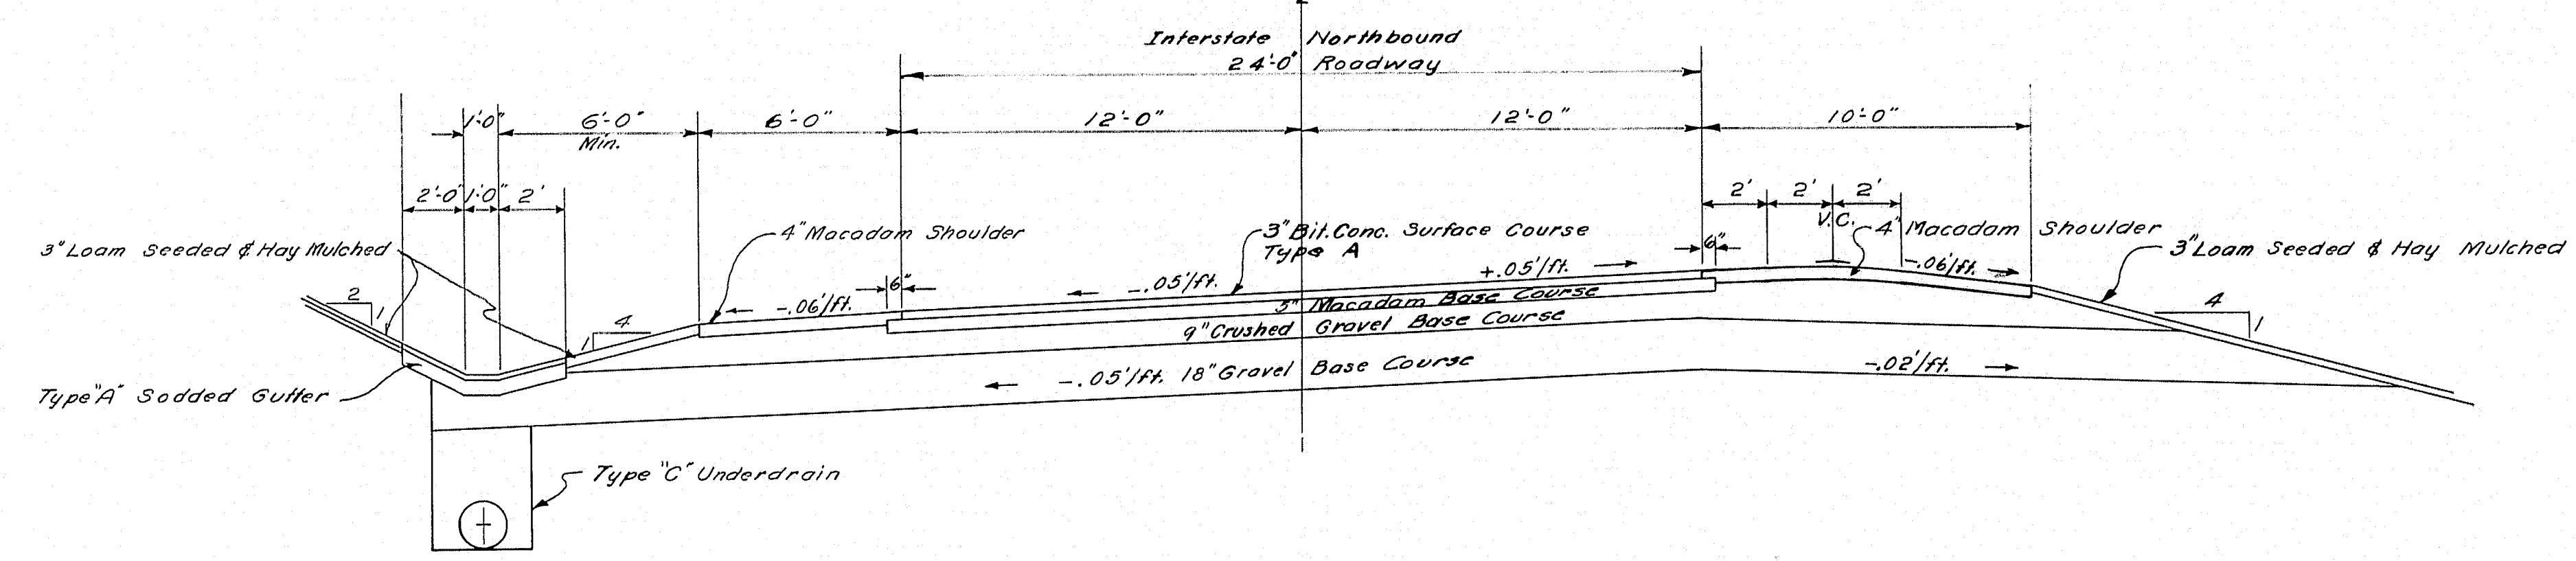 Interstate Northbound
24'-0" Roadway
1'-0" 6'-0" 6'-0" 12'-0" 12'-0" 10'-0"
Min.
2'-0" 1'-0" 2' 2' 2' 2'
V.C.
4" Macadam Shoulder
3" Bit. Conc. Surface Course
Type A
6"
4" Macadam Shoulder
3" Loam Seeded & Hay Mulched
3" Loam Seeded & Hay Mulched
2
1
4
1
-.06'/ft.
6"
-.05'/ft.
+.05'/ft.
-.06'/ft.
4
1
5" Macadam Base Course
9" Crushed Gravel Base Course
-.05'/ft. 18" Gravel Base Course
-.02'/ft.
Type "A" Sodded Gutter
Type "C" Underdrain